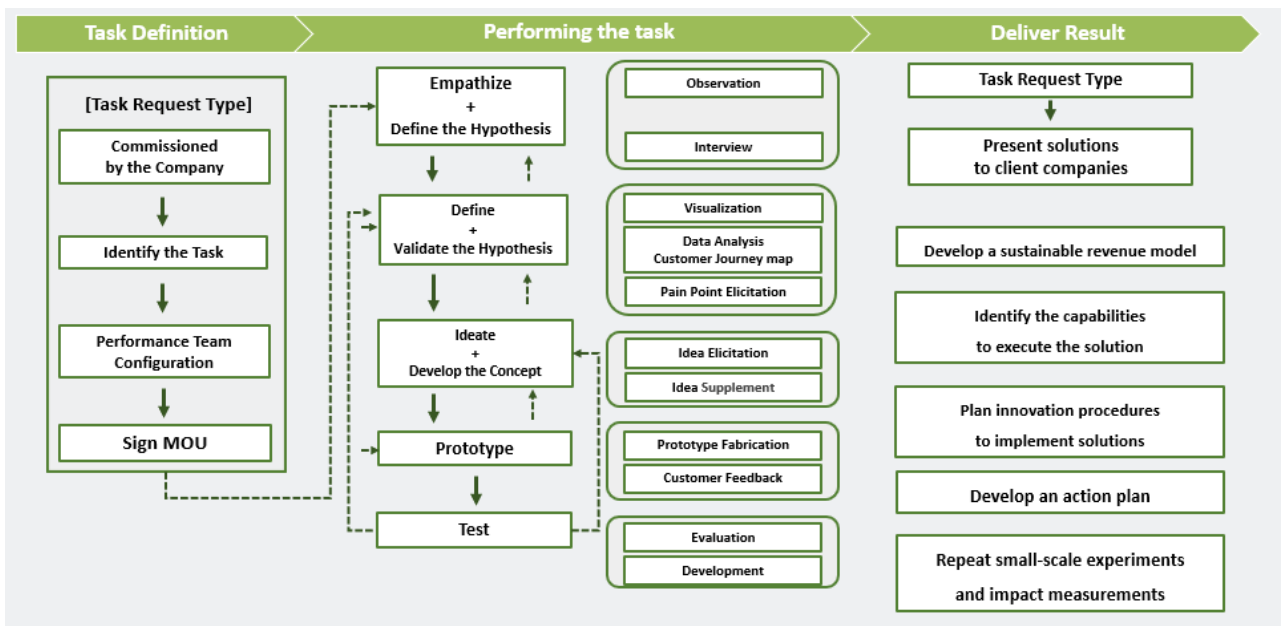 Task Definition
Performing the task
Deliver Result
[Task Request Type]
Commissioned
by the Company
Identify the Task
Performance Team
Configuration
Sign MOU
Empathize
+
Define the Hypothesis
Define
+
Validate the Hypothesis
Ideate
+
Develop the Concept
Prototype
Test
Observation
Interview
Visualization
Data Analysis
Customer Journey map
Pain Point Elicitation
Idea Elicitation
Idea Supplement
Prototype Fabrication
Customer Feedback
Evaluation
Development
Task Request Type
Present solutions
to client companies
Develop a sustainable revenue model
Identify the capabilities
to execute the solution
Plan innovation procedures
to implement solutions
Develop an action plan
Repeat small-scale experiments
and impact measurements